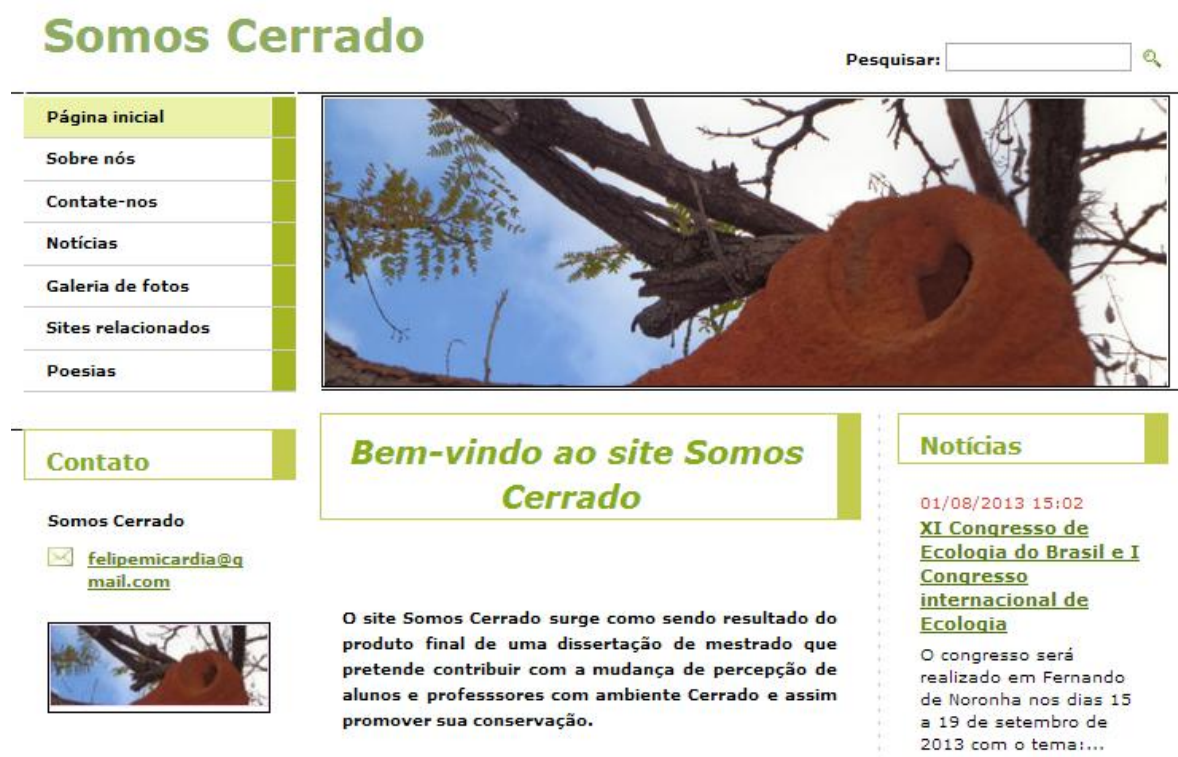 Somos Cerrado
Pesquisar:
Página inicial
Sobre nós
Contate-nos
Notícias
Galeria de fotos
Sites relacionados
Poesias
Contato
Somos Cerrado
felipemicardia@g
mail.com
Bem-vindo ao site Somos
Cerrado
O site Somos Cerrado surge como sendo resultado do
produto final de uma dissertação de mestrado que
pretende contribuir com a mudança de percepção de
alunos e professsores com ambiente Cerrado e assim
promover sua conservação.
Notícias
01/08/2013 15:02
XI Congresso de
Ecologia do Brasil e I
Congresso
internacional de
Ecologia
O congresso será
realizado em Fernando
de Noronha nos dias 15
a 19 de setembro de
2013 com o tema:...